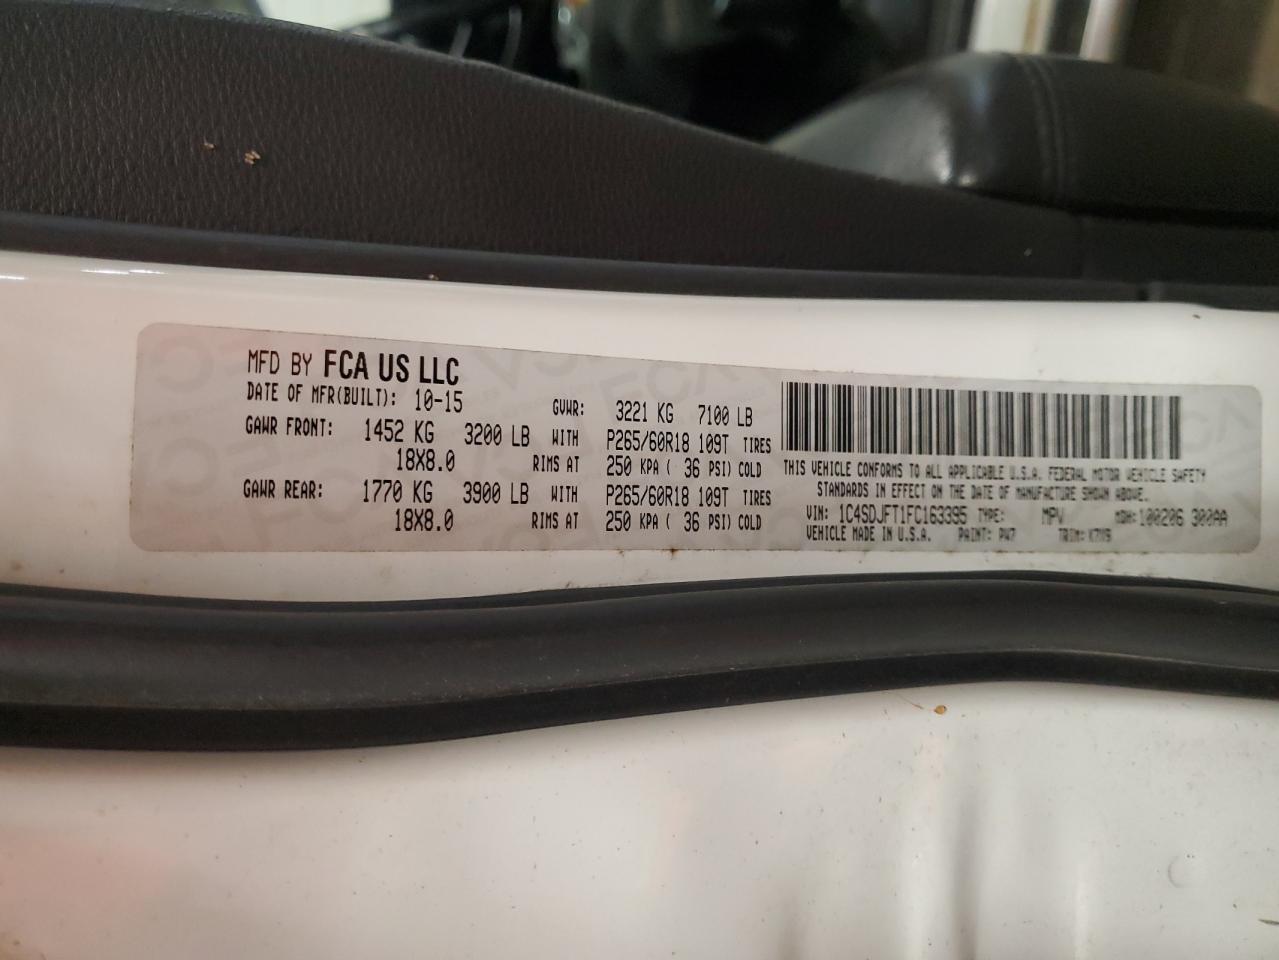 MFD BY FCA US LLC
DATE OF MFR(BUILT): 10-15 GVWR: 3221 KG 7100 LB
GAWR FRONT: 1452 KG 3200 LB WITH P265/60R18 109T TIRES
18X8.0 RIMS AT 250 KPA ( 36 PSI) COLD
GAWR REAR: 1770 KG 3900 LB WITH P265/60R18 109T TIRES
18X8.0 RIMS AT 250 KPA ( 36 PSI) COLD
THIS VEHICLE CONFORMS TO ALL APPLICABLE U.S.A. FEDERAL MOTOR VEHICLE SAFETY
STANDARDS IN EFFECT ON THE DATE OF MANUFACTURE SHOWN ABOVE.
VIN: 1C4SDJFT1FC163395 TYPE: MPV MDH: 100206 300AA
VEHICLE MADE IN U.S.A. PAINT: PW7 TRIM: